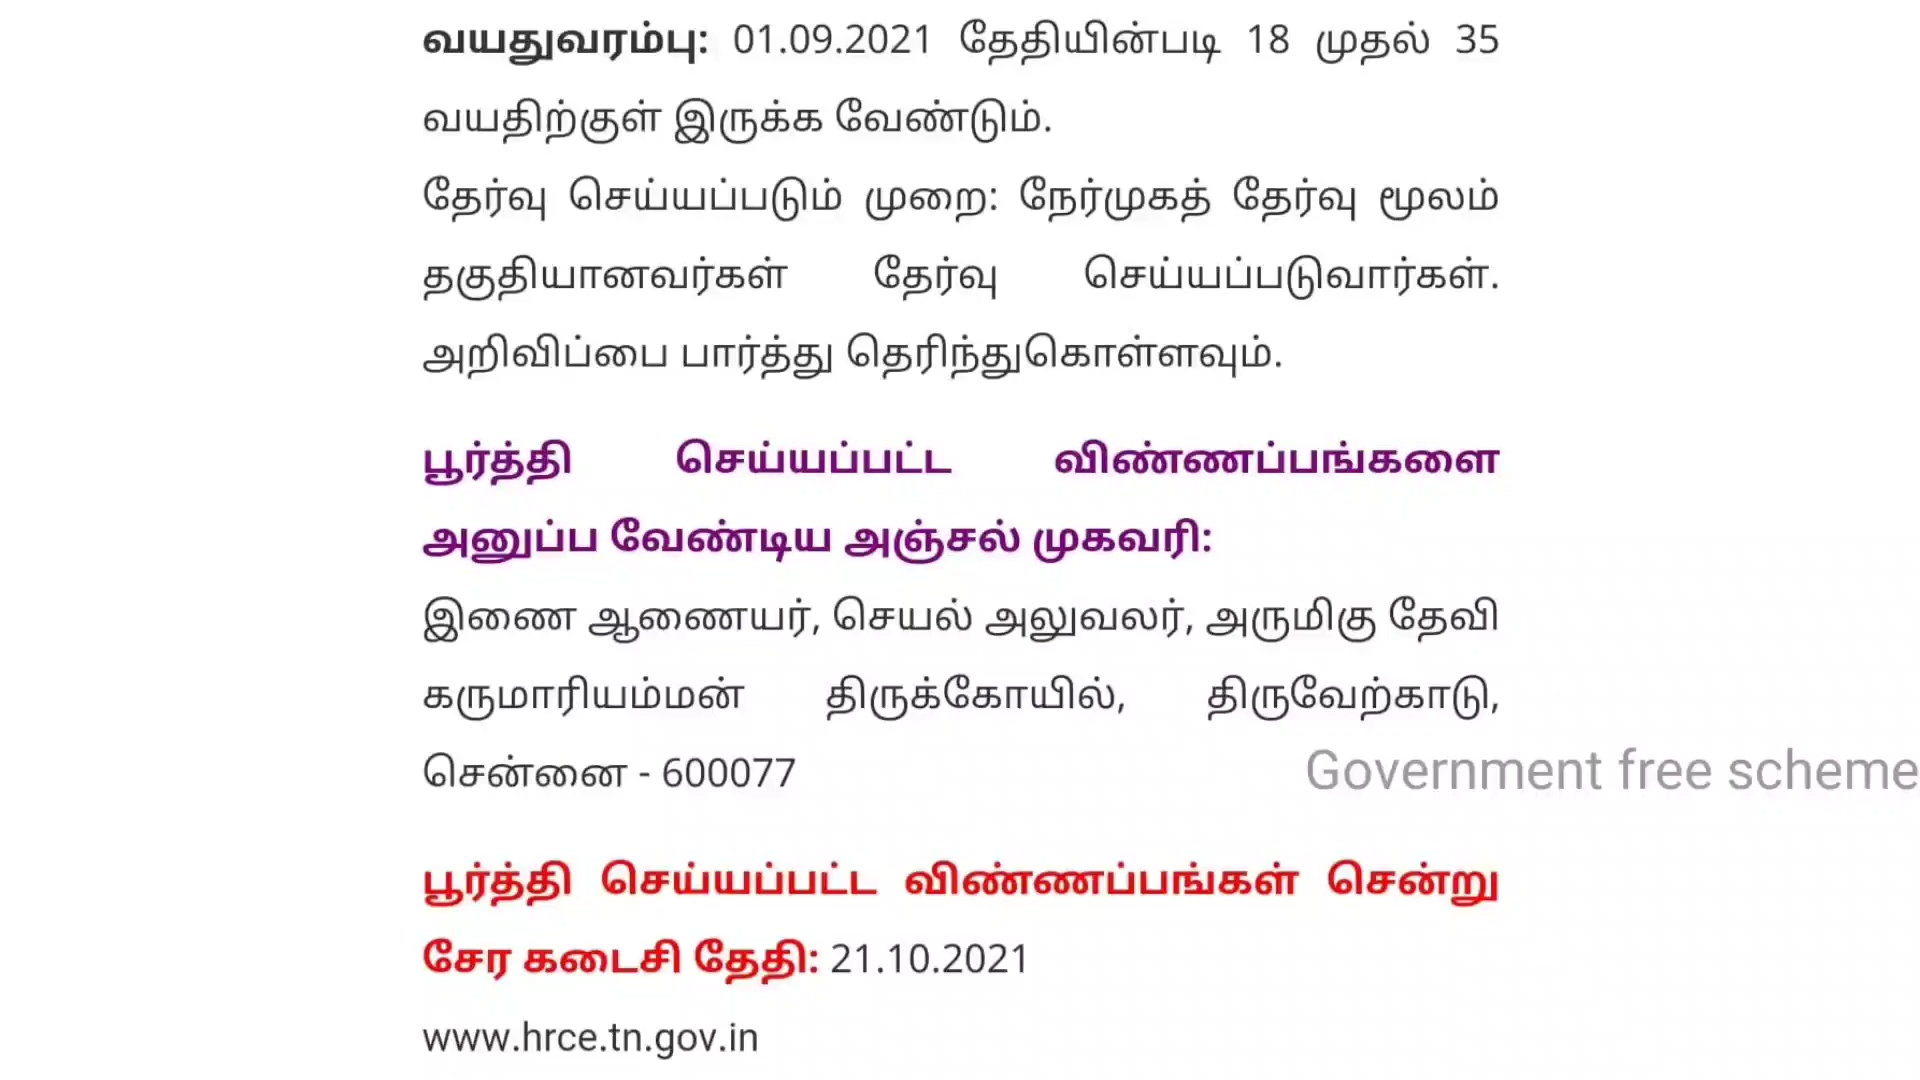 வயதுவரம்பு: 01.09.2021 தேதியின்படி 18 முதல் 35
வயதிற்குள் இருக்க வேண்டும்.
தேர்வு செய்யப்படும் முறை: நேர்முகத் தேர்வு மூலம்
தகுதியானவர்கள் தேர்வு செய்யப்படுவார்கள்.
அறிவிப்பை பார்த்து தெரிந்துகொள்ளவும்.
பூர்த்தி செய்யப்பட்ட விண்ணப்பங்களை
அனுப்ப வேண்டிய அஞ்சல் முகவரி:
இணை ஆணையர், செயல் அலுவலர், அருமிகு தேவி
கருமாரியம்மன் திருக்கோயில், திருவேற்காடு,
சென்னை - 600077
Government free scheme
பூர்த்தி செய்யப்பட்ட விண்ணப்பங்கள் சென்று
சேர கடைசி தேதி: 21.10.2021
www.hrce.tn.gov.in